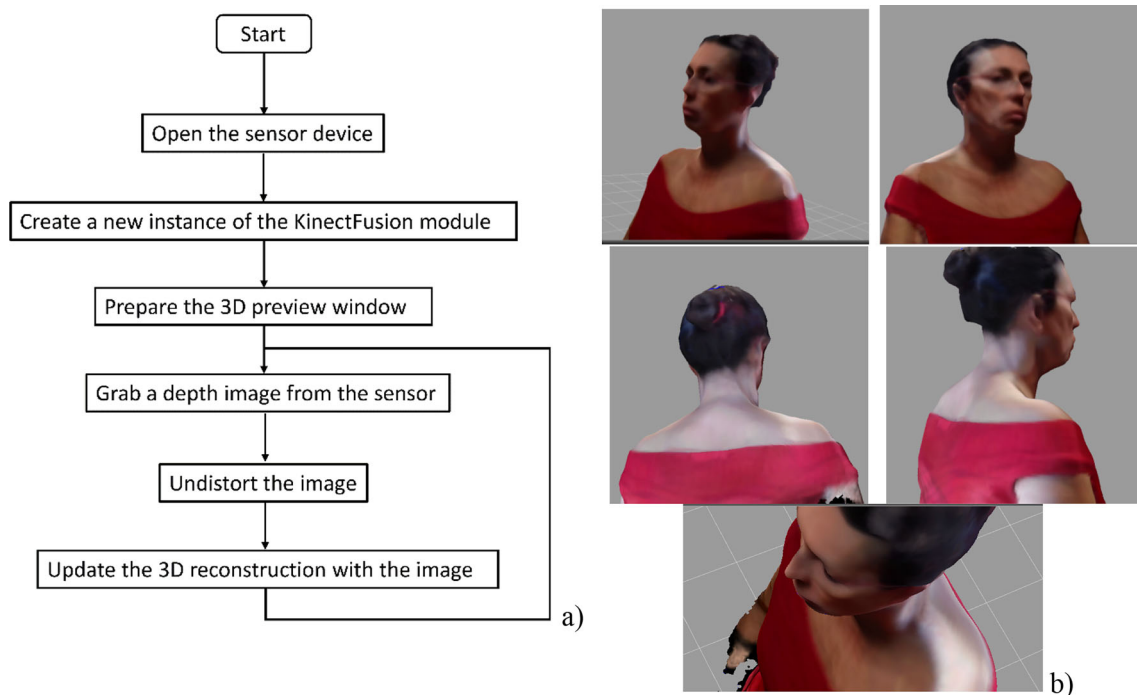 Start
Open the sensor device
Create a new instance of the KinectFusion module
Prepare the 3D preview window
Grab a depth image from the sensor
Undistort the image
Update the 3D reconstruction with the image
a)
b)